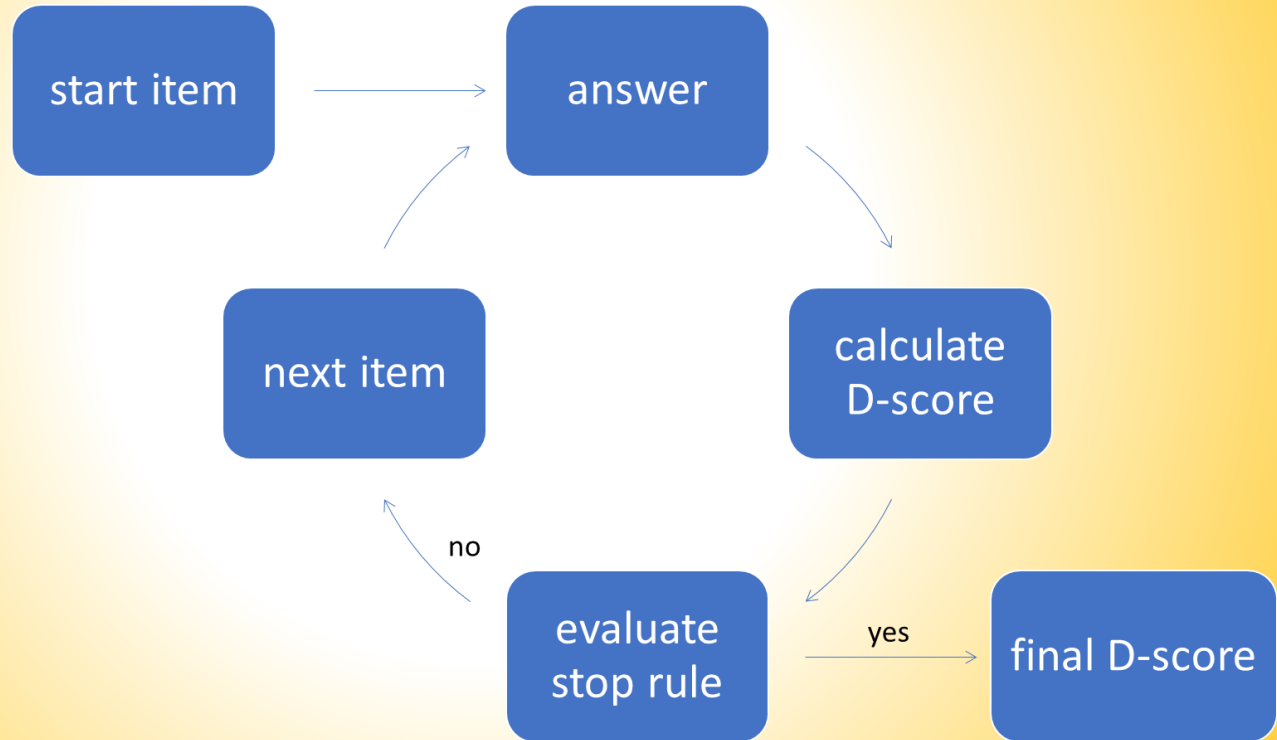 start item
answer
calculate
D-score
evaluate
stop rule
no
next item
yes
final D-score